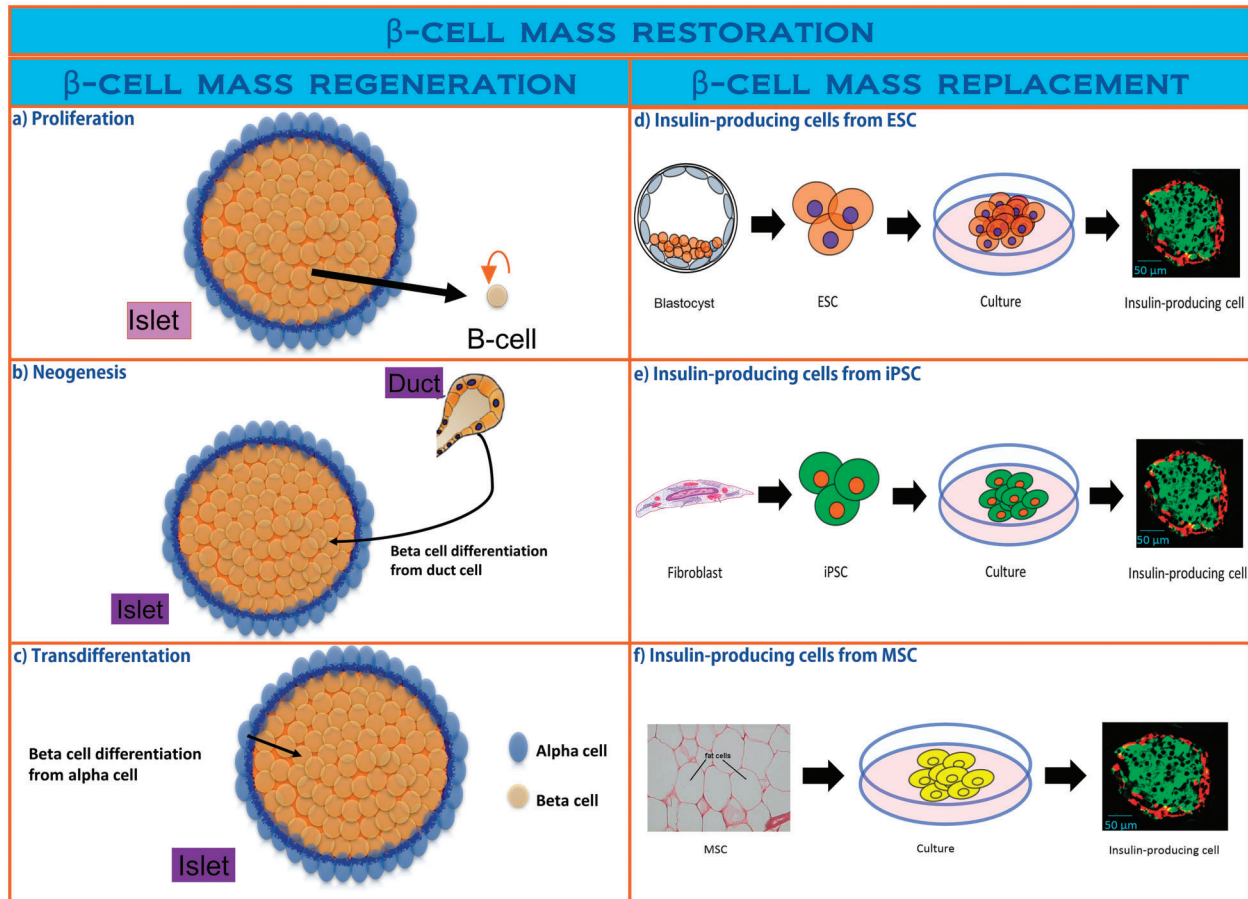 β-CELL MASS RESTORATION
β-CELL MASS REGENERATION
a) Proliferation
Islet
B-cell
b) Neogenesis
Duct
Beta cell differentiation
from duct cell
Islet
c) Transdifferentation
Beta cell differentiation
from alpha cell
Alpha cell
Beta cell
Islet
β-CELL MASS REPLACEMENT
d) Insulin-producing cells from ESC
50 µm
Blastocyst
ESC
Culture
Insulin-producing cell
e) Insulin-producing cells from iPSC
50 µm
Fibroblast
iPSC
Culture
Insulin-producing cell
f) Insulin-producing cells from MSC
fat cells
50 µm
MSC
Culture
Insulin-producing cell